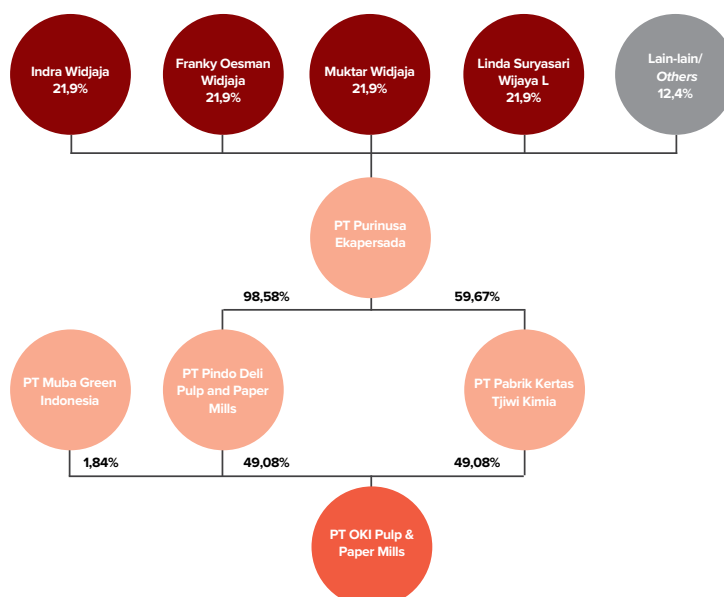 Indra Widjaja
21,9%
Franky Oesman
Widjaja
21,9%
Muktar Widjaja
21,9%
Linda Suryasari
Wijaya L
21,9%
Lain-lain/
Others
12,4%
PT Purinusa
Ekapersada
98,58%
59,67%
PT Muba Green
Indonesia
PT Pindo Deli
Pulp and Paper
Mills
PT Pabrik Kertas
Tjiwi Kimia
1,84%
49,08%
49,08%
PT OKI Pulp &
Paper Mills